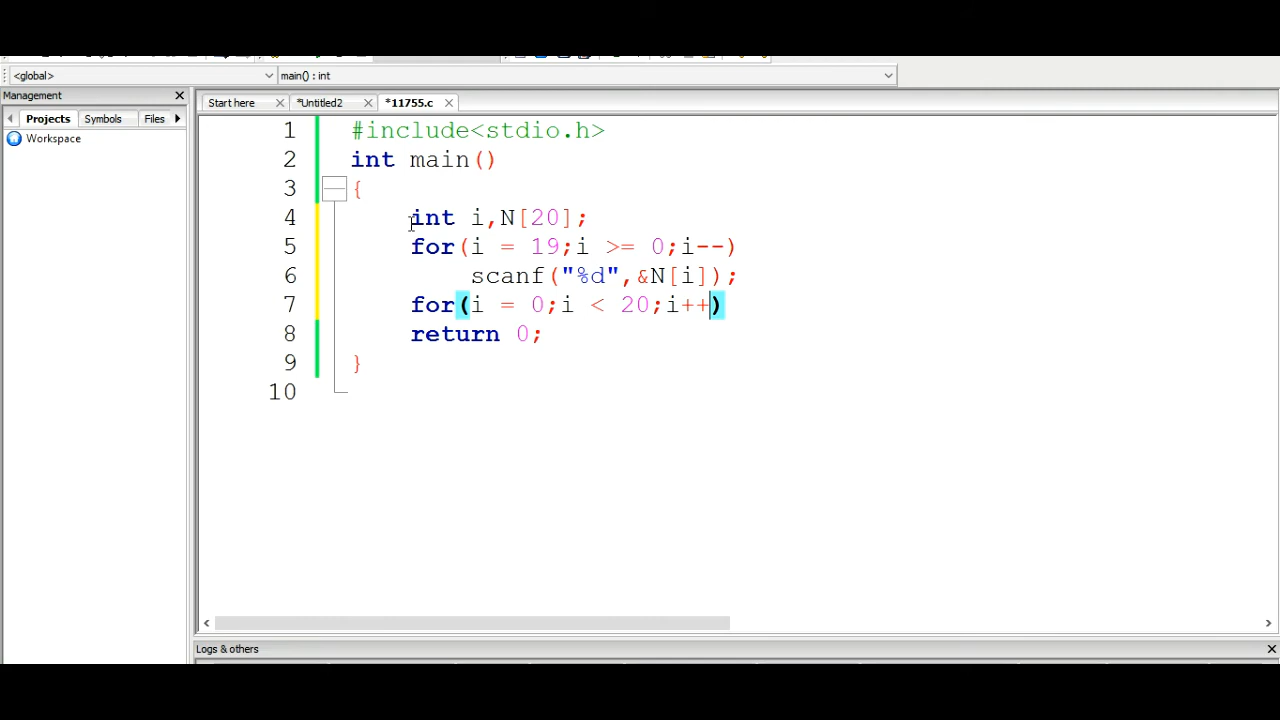 <global>
main() : int
Management
Start here
*Untitled2
*11755.c
Projects
Symbols
Files
Workspace
1 #include<stdio.h>
2 int main()
3 {
4 int i,N[20];
5 for(i = 19;i >= 0;i--)
6 scanf("%d",&N[i]);
7 for(i = 0;i < 20;i++)
8 return 0;
9 }
10
Logs & others